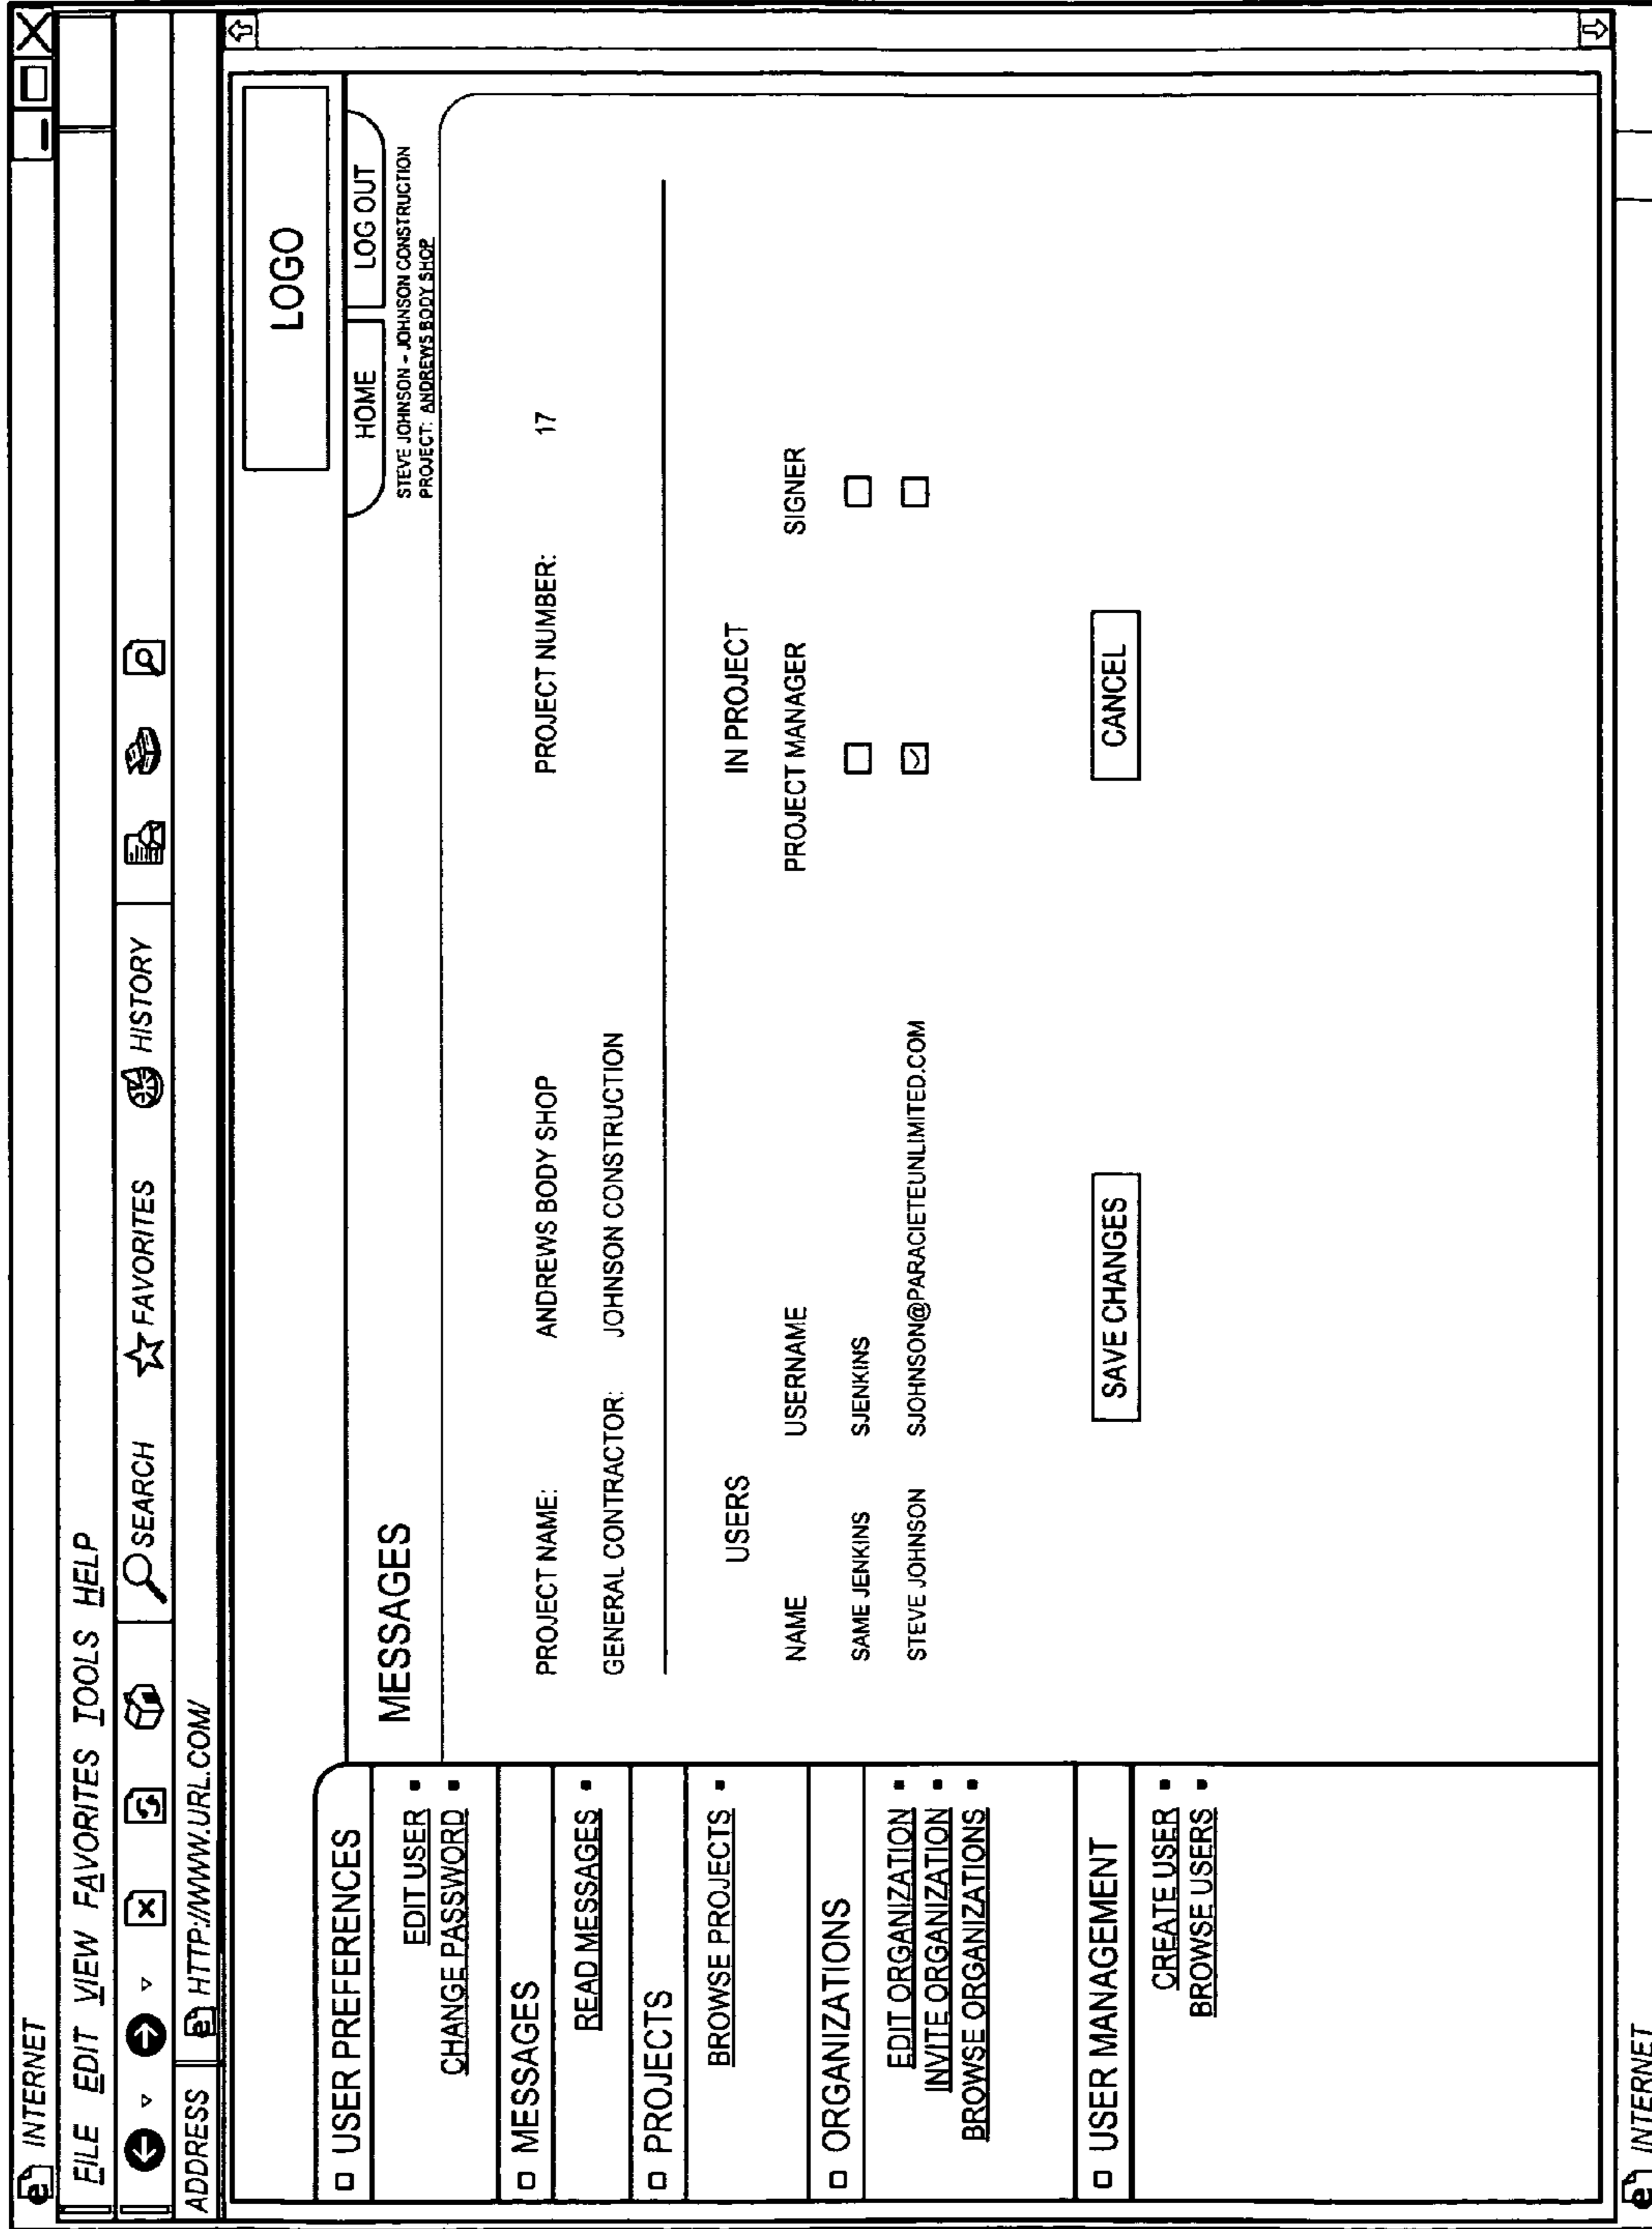 INTERNET
FILE EDIT VIEW FAVORITES TOOLS HELP
SEARCH FAVORITES HISTORY
ADDRESS HTTP://WWW.URL.COM/
LOGO
HOME LOG OUT
STEVE JOHNSON - JOHNSON CONSTRUCTION
PROJECT: ANDREWS BODY SHOP
USER PREFERENCES
EDIT USER
CHANGE PASSWORD
MESSAGES
READ MESSAGES
PROJECTS
BROWSE PROJECTS
ORGANIZATIONS
EDIT ORGANIZATION
INVITE ORGANIZATION
BROWSE ORGANIZATIONS
USER MANAGEMENT
CREATE USER
BROWSE USERS
MESSAGES
PROJECT NAME: ANDREWS BODY SHOP PROJECT NUMBER: 17
GENERAL CONTRACTOR: JOHNSON CONSTRUCTION
USERS IN PROJECT
NAME USERNAME PROJECT MANAGER SIGNER
SAME JENKINS SJENKINS
STEVE JOHNSON SJOHNSON@PARACIETEUNLIMITED.COM
SAVE CHANGES CANCEL
INTERNET